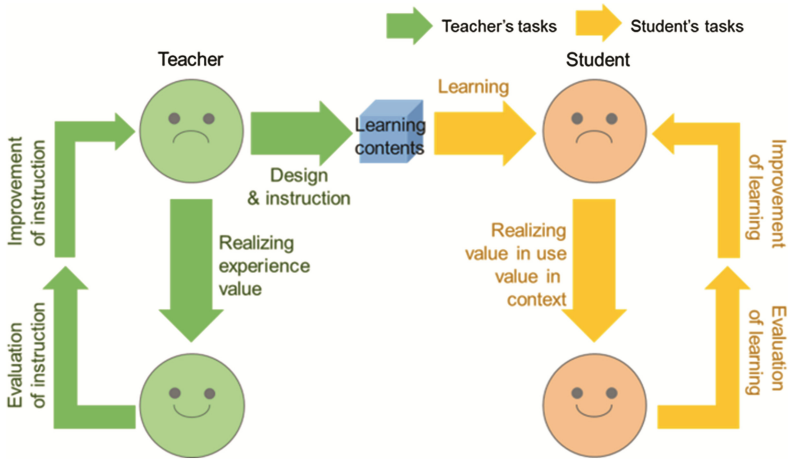 Teacher's tasks
Student's tasks
Teacher
Student
Learning
Learning
contents
Design
& instruction
Improvement
of instruction
Realizing
experience
value
Evaluation
of instruction
Realizing
value in use
value in
context
Improvement
of learning
Evaluation
of learning